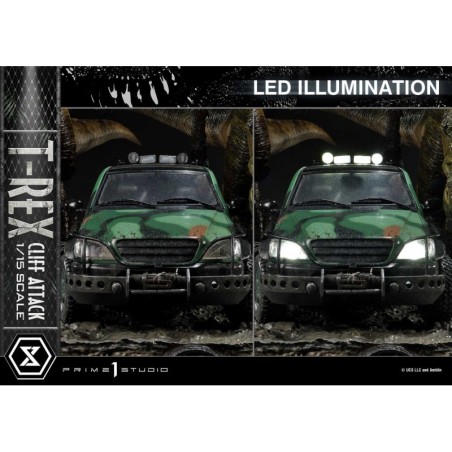 LED ILLUMINATION
T-REX
CLIFF ATTACK
1/15 SCALE
PRIME 1 STUDIO
© UCS LLC and Amblin